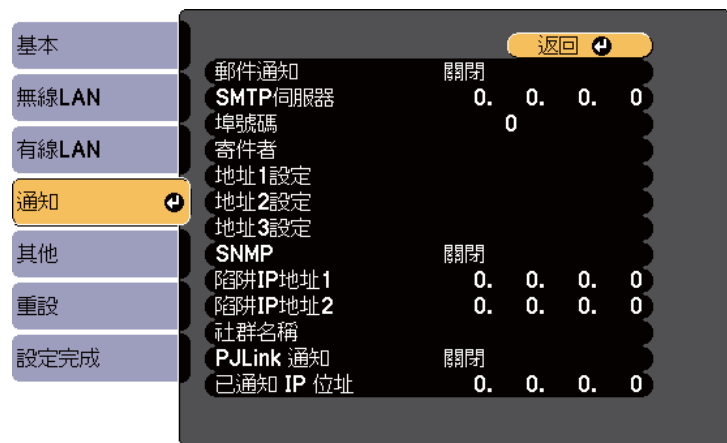 基本
無線LAN
有線LAN
通知
其他
重設
設定完成
返回
郵件通知 關閉
SMTP伺服器 0. 0. 0. 0
埠號碼 0
寄件者
地址1設定
地址2設定
地址3設定
SNMP 關閉
陷阱IP地址1 0. 0. 0. 0
陷阱IP地址2 0. 0. 0. 0
社群名稱
PJLink 通知 關閉
已通知 IP 位址 0. 0. 0. 0